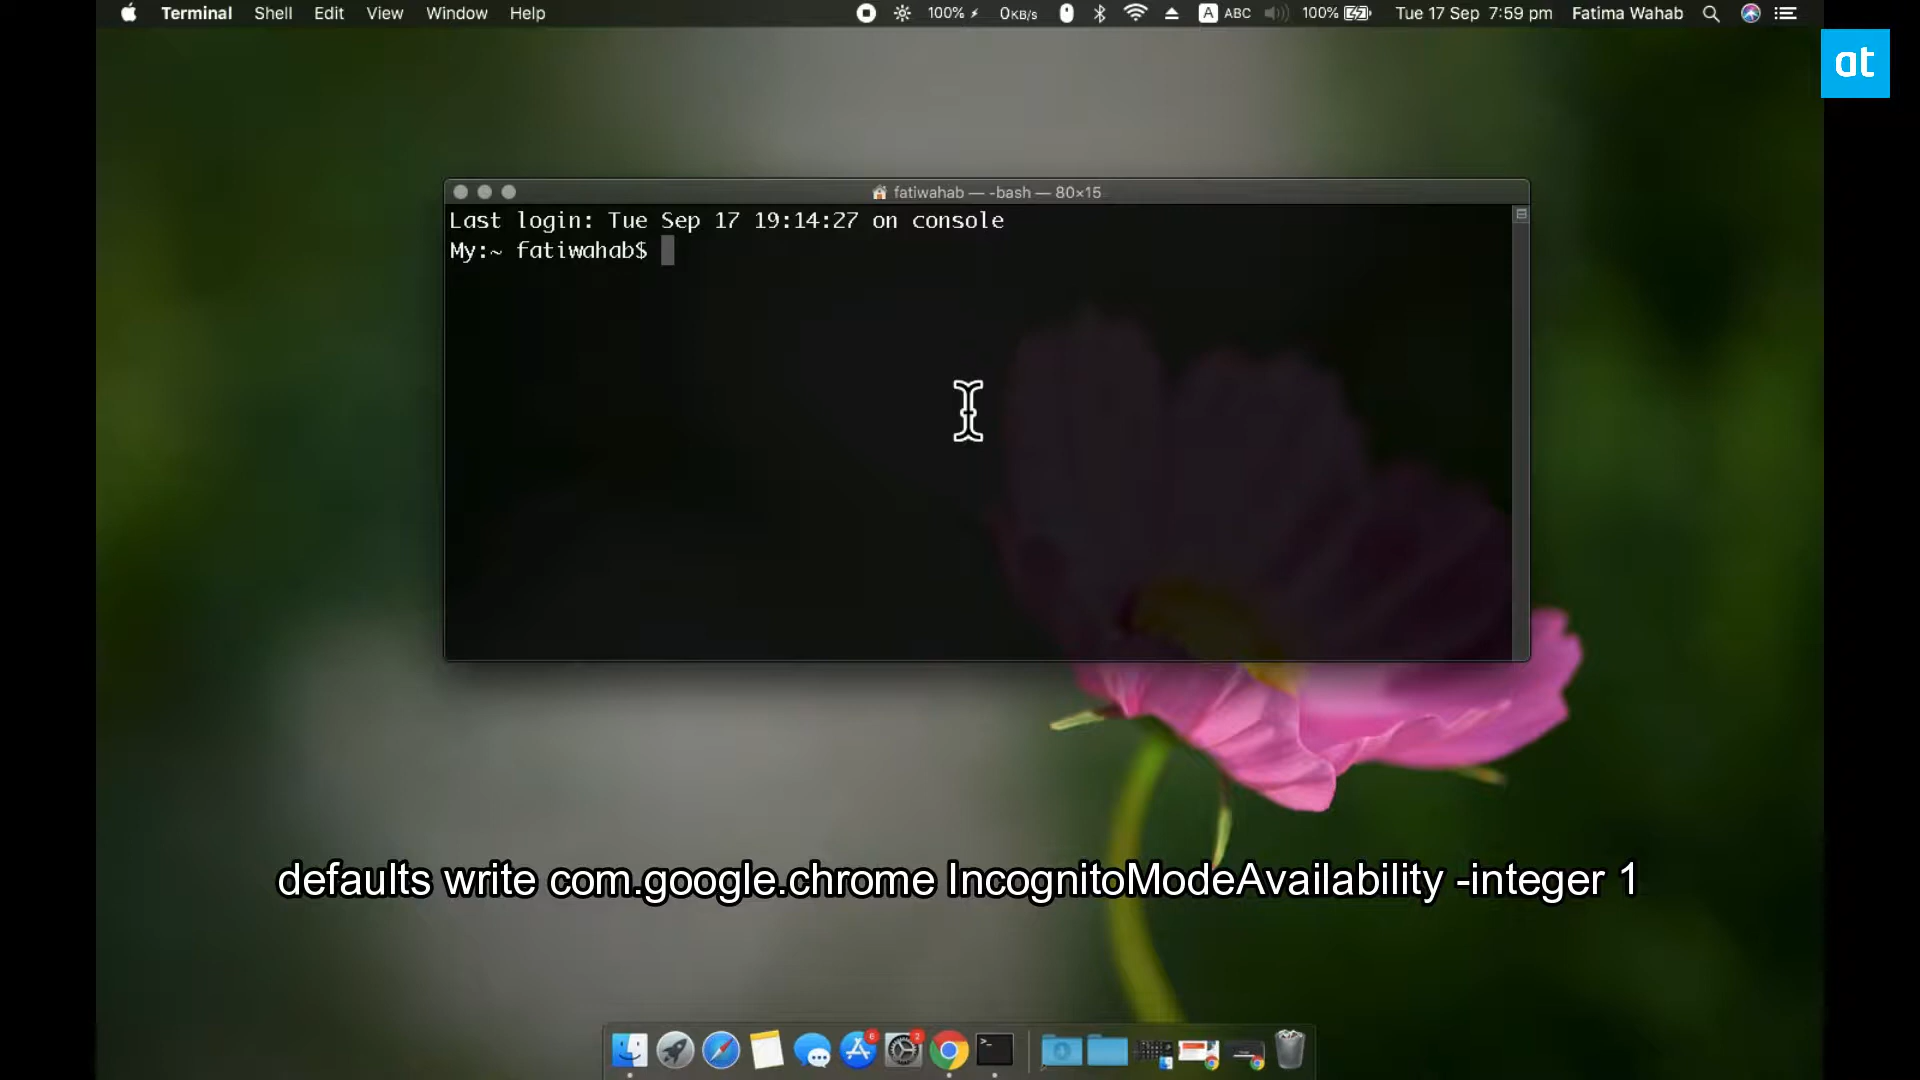 Terminal Shell Edit View Window Help 100% 0KB/s A ABC 100% Tue 17 Sep 7:59 pm Fatima Wahab
at
fatiwahab — -bash — 80×15
Last login: Tue Sep 17 19:14:27 on console
My:~ fatiwahab$
defaults write com.google.chrome IncognitoModeAvailability -integer 1
6 2
>_